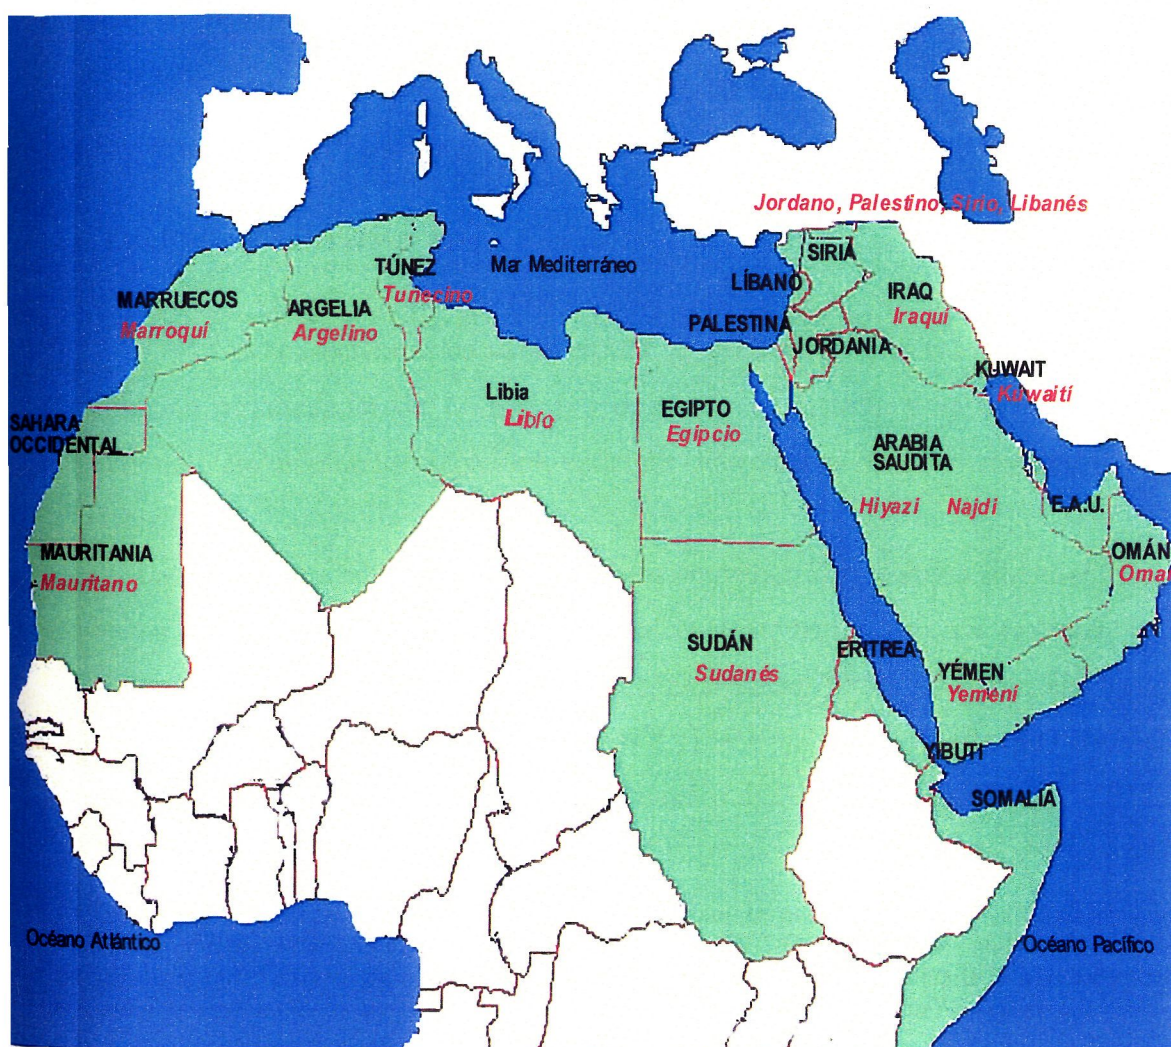 Jordano, Palestino, Sirio, Libanés
SIRIA
TÚNEZ
Mar Mediterráneo
LÍBANO
MARRUECOS
ARGELIA
Tunecino
IRAQ
Marroquí
Argelino
Iraquí
PALESTINA
JORDANIA
KUWAIT
Kuwaití
Libia
Libio
EGIPTO
Egipcio
SAHARA
OCCIDENTAL
ARABIA
SAUDITA
Hiyazi Najdi
E.A.U.
MAURITANIA
Mauritano
OMÁN
Oma
SUDÁN
Sudanés
ERITREA
YÉMEN
Yemení
YIBUTI
SOMALIA
Océano Atlántico
Océano Pacífico